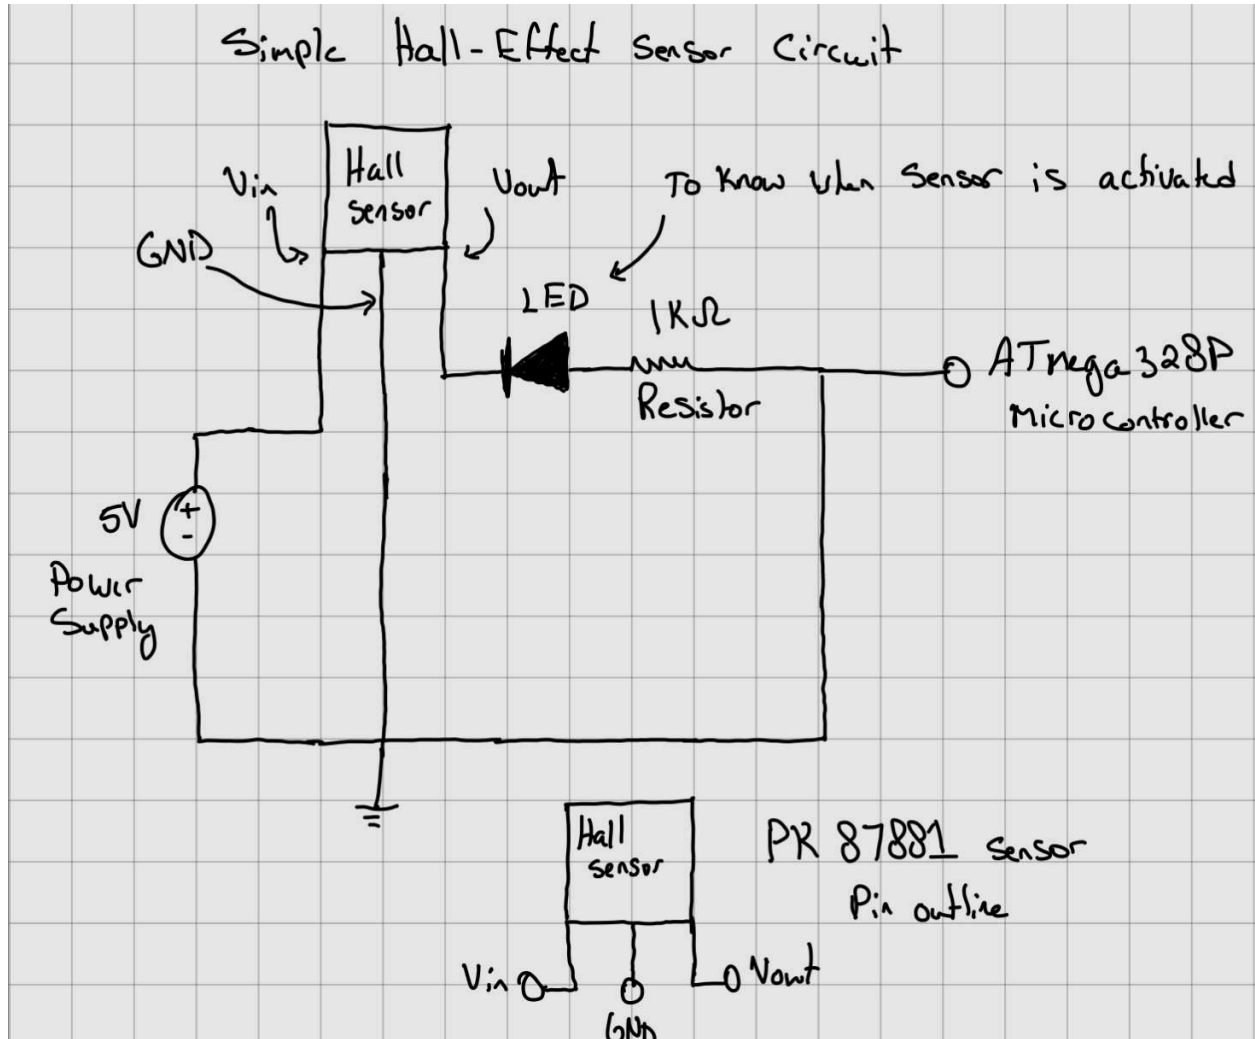 Simple Hall-Effect Sensor Circuit
Hall
sensor
Vin
Vout
To Know when Sensor is activated
GND
LED
1KΩ
Resistor
ATmega328P
Microcontroller
5V
+
-
Power
Supply
Hall
sensor
PR 87881 sensor
Pin outline
Vin
Vout
GND